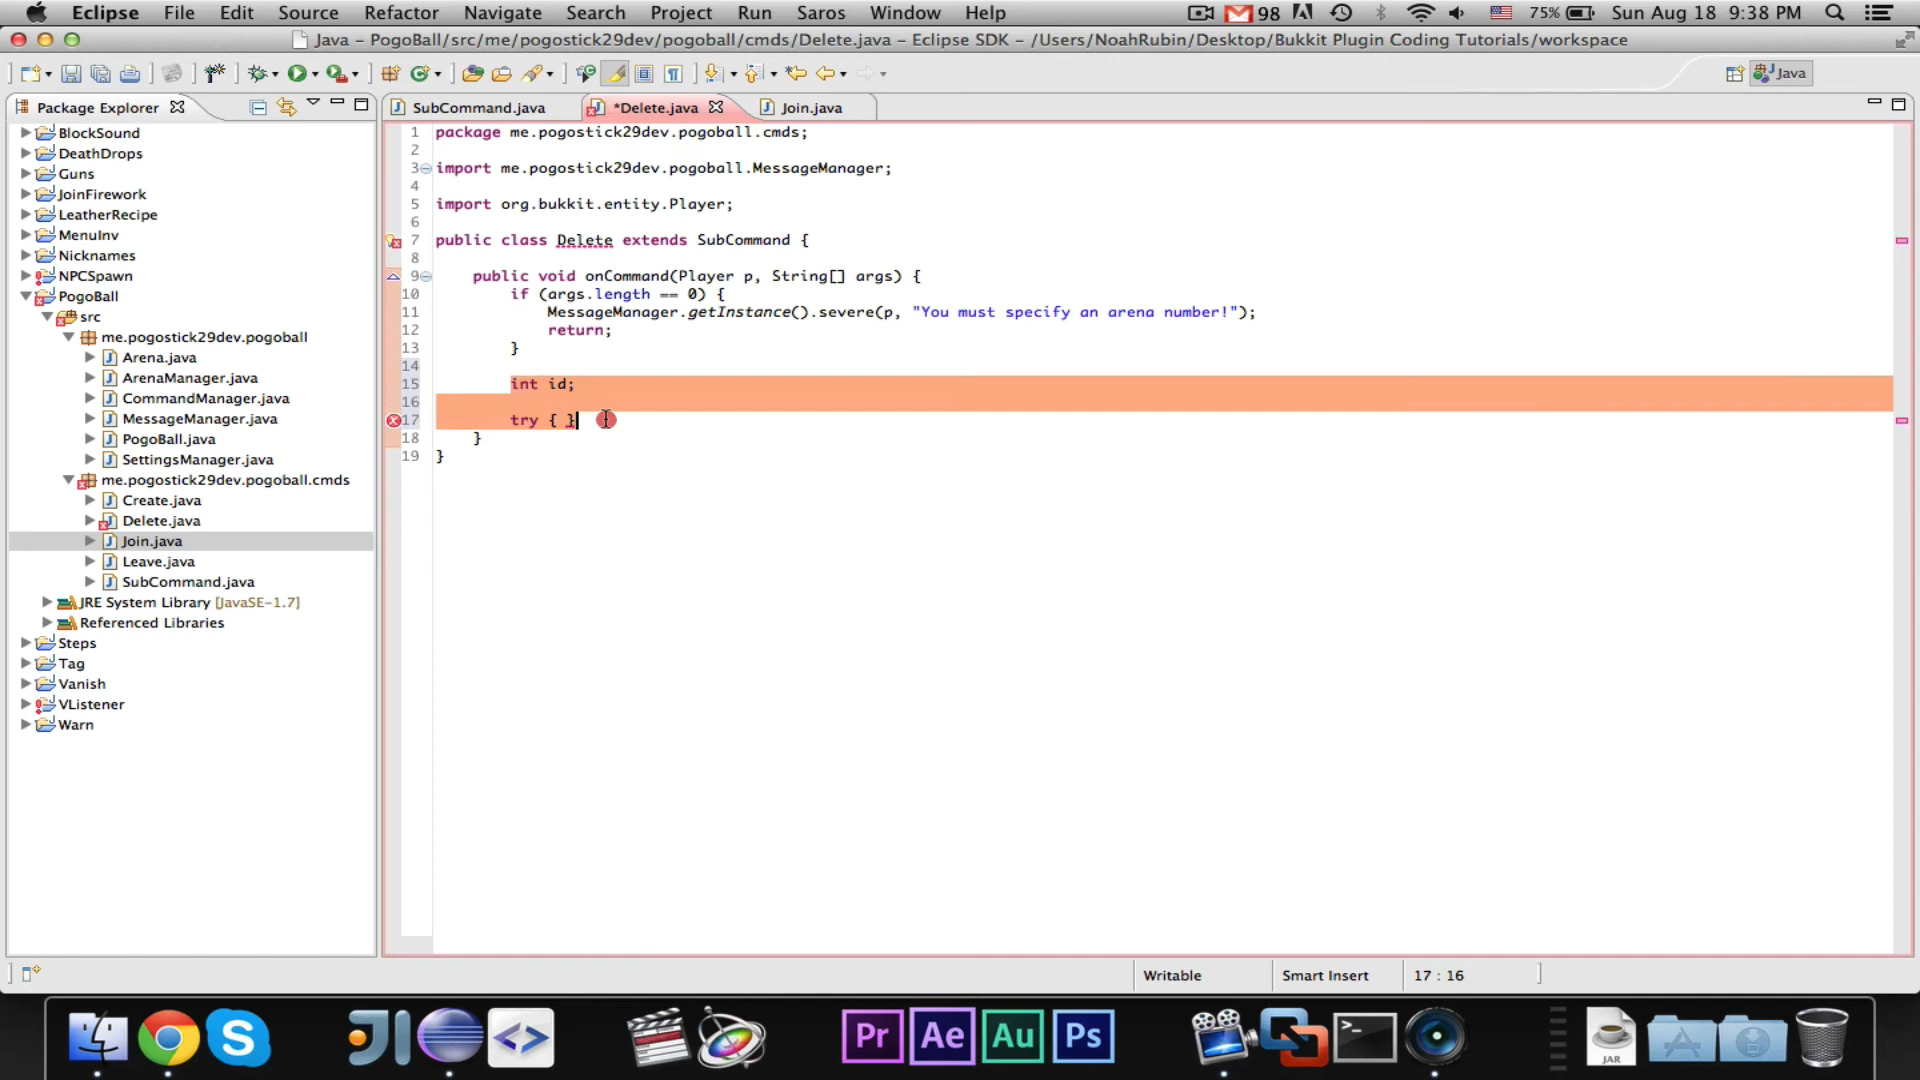 Eclipse File Edit Source Refactor Navigate Search Project Run Saros Window Help 98 75% Sun Aug 18 9:38 PM
Java – PogoBall/src/me/pogostick29dev/pogoball/cmds/Delete.java – Eclipse SDK – /Users/NoahRubin/Desktop/Bukkit Plugin Coding Tutorials/workspace
Java
Package Explorer
SubCommand.java *Delete.java Join.java
BlockSound
DeathDrops
Guns
JoinFirework
LeatherRecipe
MenuInv
Nicknames
NPCSpawn
PogoBall
src
me.pogostick29dev.pogoball
Arena.java
ArenaManager.java
CommandManager.java
MessageManager.java
PogoBall.java
SettingsManager.java
me.pogostick29dev.pogoball.cmds
Create.java
Delete.java
Join.java
Leave.java
SubCommand.java
JRE System Library [JavaSE-1.7]
Referenced Libraries
Steps
Tag
Vanish
VListener
Warn
1 package me.pogostick29dev.pogoball.cmds;
2
3 import me.pogostick29dev.pogoball.MessageManager;
4
5 import org.bukkit.entity.Player;
6
7 public class Delete extends SubCommand {
8
9 public void onCommand(Player p, String[] args) {
10 if (args.length == 0) {
11 MessageManager.getInstance().severe(p, "You must specify an arena number!");
12 return;
13 }
14
15 int id;
16
17 try { }
18 }
19 }
Writable Smart Insert 17 : 16
Pr Ae Au Ps
JAR